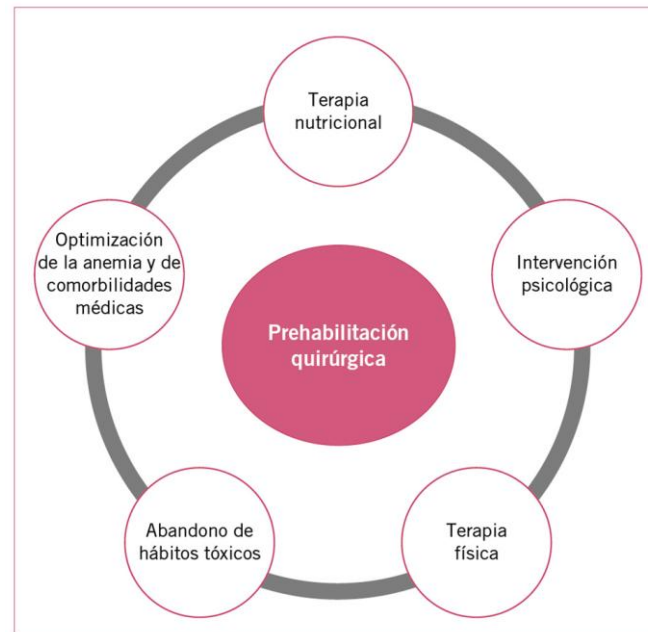 Terapia
nutricional
Optimización
de la anemia y de
comorbilidades
médicas
Intervención
psicológica
Prehabilitación
quirúrgica
Abandono de
hábitos tóxicos
Terapia
física